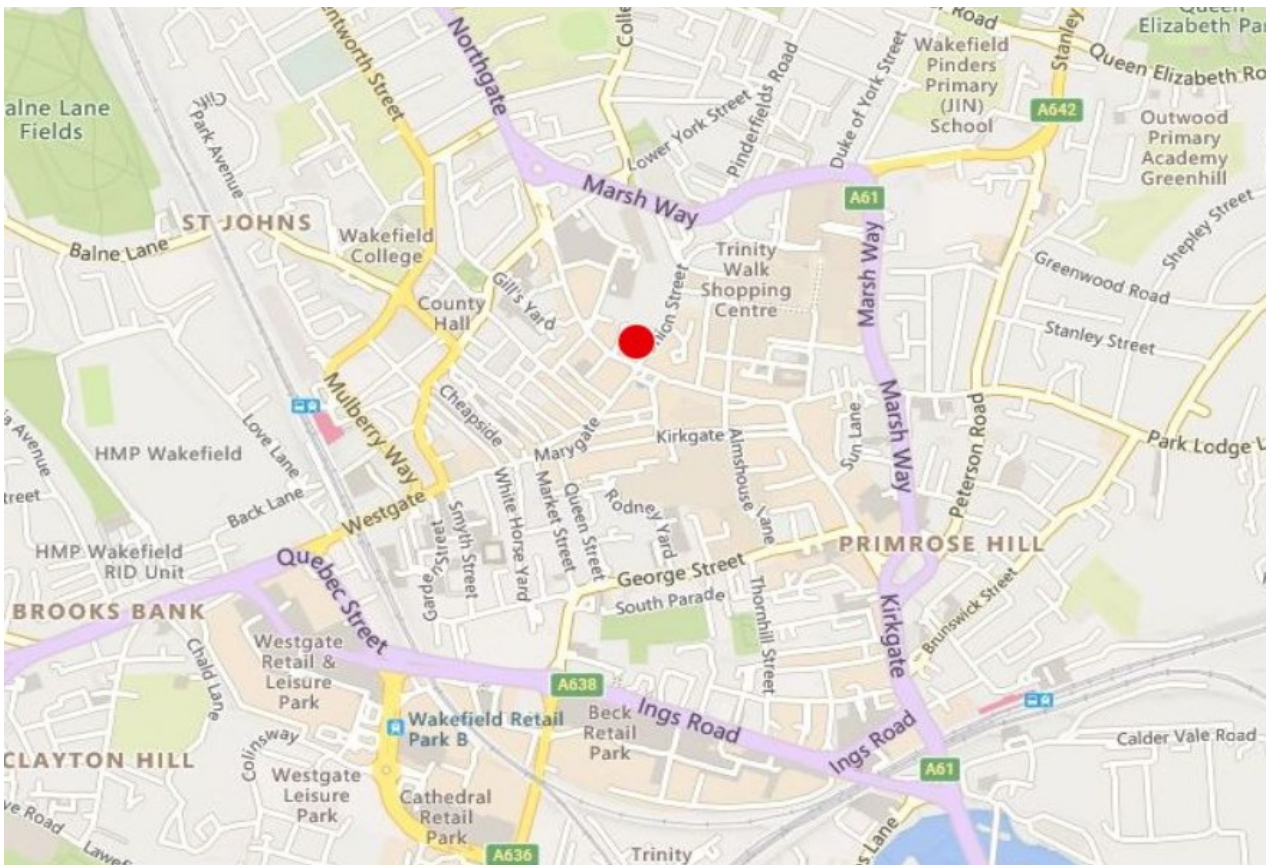 Queen
Elizabeth Par
Northgate
Stanley
Queen Elizabeth Ro
Wakefield
Pinders
Primary
(JIN)
School
A642
Outwood
Primary
Academy
Greenhill
Balne Lane
Fields
Park Avenue
Lower York Street
Pinderfields Road
Duke of York Street
Marsh Way
A61
ST JOHNS
Balne Lane
Wakefield
College
Gill's Yard
County
Hall
Trinity
Walk
Shopping
Centre
Marsh Way
Shepley Street
Greenwood Road
Stanley Street
Mulberry Way
Cheapside
Love Lane
HMP Wakefield
Marygate
Kirkgate
Almshouse
Lane
Sun Lane
Marsh Way
Peterson Road
Park Lodge L
Back Lane
Westgate
Smyth Street
White Horse Yard
Market Street
Queen Street
Rodney Yard
HMP Wakefield
RID Unit
Quebec Street
George Street
PRIMROSE HILL
BROOKS BANK
South Parade
Thornhill Street
Kirkgate
Brunswick Street
Chald Lane
Westgate
Retail &
Leisure
Park
A638
Ings Road
Wakefield Retail
Park B
Beck
Retail
Park
Ings Road
Calder Vale Road
CLAYTON HILL
Colinsway
Westgate
Leisure
Park
Cathedral
Retail
Park
A61
A636
Trinity